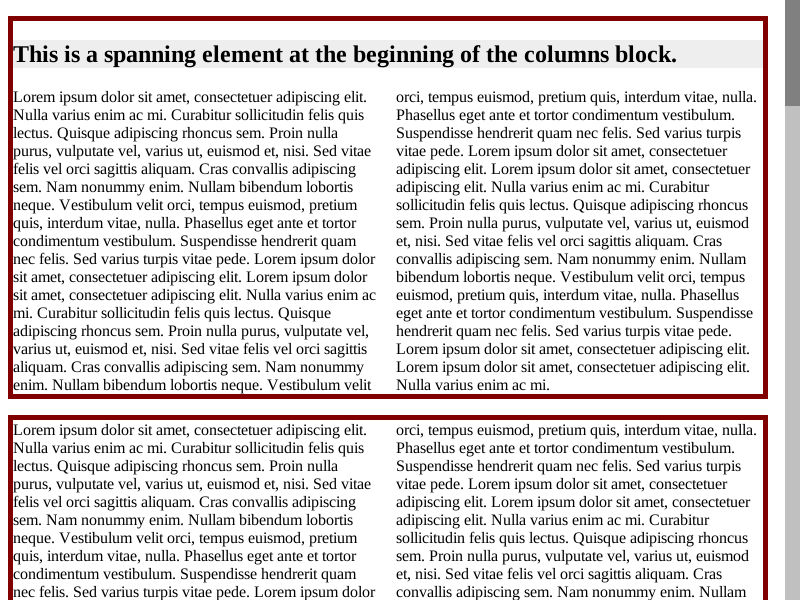 This is a spanning element at the beginning of the columns block.
Lorem ipsum dolor sit amet, consectetuer adipiscing elit.
Nulla varius enim ac mi. Curabitur sollicitudin felis quis
lectus. Quisque adipiscing rhoncus sem. Proin nulla
purus, vulputate vel, varius ut, euismod et, nisi. Sed vitae
felis vel orci sagittis aliquam. Cras convallis adipiscing
sem. Nam nonummy enim. Nullam bibendum lobortis
neque. Vestibulum velit orci, tempus euismod, pretium
quis, interdum vitae, nulla. Phasellus eget ante et tortor
condimentum vestibulum. Suspendisse hendrerit quam
nec felis. Sed varius turpis vitae pede. Lorem ipsum dolor
sit amet, consectetuer adipiscing elit. Lorem ipsum dolor
sit amet, consectetuer adipiscing elit. Nulla varius enim ac
mi. Curabitur sollicitudin felis quis lectus. Quisque
adipiscing rhoncus sem. Proin nulla purus, vulputate vel,
varius ut, euismod et, nisi. Sed vitae felis vel orci sagittis
aliquam. Cras convallis adipiscing sem. Nam nonummy
enim. Nullam bibendum lobortis neque. Vestibulum velit
orci, tempus euismod, pretium quis, interdum vitae, nulla.
Phasellus eget ante et tortor condimentum vestibulum.
Suspendisse hendrerit quam nec felis. Sed varius turpis
vitae pede. Lorem ipsum dolor sit amet, consectetuer
adipiscing elit. Lorem ipsum dolor sit amet, consectetuer
adipiscing elit. Nulla varius enim ac mi. Curabitur
sollicitudin felis quis lectus. Quisque adipiscing rhoncus
sem. Proin nulla purus, vulputate vel, varius ut, euismod
et, nisi. Sed vitae felis vel orci sagittis aliquam. Cras
convallis adipiscing sem. Nam nonummy enim. Nullam
bibendum lobortis neque. Vestibulum velit orci, tempus
euismod, pretium quis, interdum vitae, nulla. Phasellus
eget ante et tortor condimentum vestibulum. Suspendisse
hendrerit quam nec felis. Sed varius turpis vitae pede.
Lorem ipsum dolor sit amet, consectetuer adipiscing elit.
Lorem ipsum dolor sit amet, consectetuer adipiscing elit.
Nulla varius enim ac mi.
Lorem ipsum dolor sit amet, consectetuer adipiscing elit.
Nulla varius enim ac mi. Curabitur sollicitudin felis quis
lectus. Quisque adipiscing rhoncus sem. Proin nulla
purus, vulputate vel, varius ut, euismod et, nisi. Sed vitae
felis vel orci sagittis aliquam. Cras convallis adipiscing
sem. Nam nonummy enim. Nullam bibendum lobortis
neque. Vestibulum velit orci, tempus euismod, pretium
quis, interdum vitae, nulla. Phasellus eget ante et tortor
condimentum vestibulum. Suspendisse hendrerit quam
nec felis. Sed varius turpis vitae pede. Lorem ipsum dolor
orci, tempus euismod, pretium quis, interdum vitae, nulla.
Phasellus eget ante et tortor condimentum vestibulum.
Suspendisse hendrerit quam nec felis. Sed varius turpis
vitae pede. Lorem ipsum dolor sit amet, consectetuer
adipiscing elit. Lorem ipsum dolor sit amet, consectetuer
adipiscing elit. Nulla varius enim ac mi. Curabitur
sollicitudin felis quis lectus. Quisque adipiscing rhoncus
sem. Proin nulla purus, vulputate vel, varius ut, euismod
et, nisi. Sed vitae felis vel orci sagittis aliquam. Cras
convallis adipiscing sem. Nam nonummy enim. Nullam